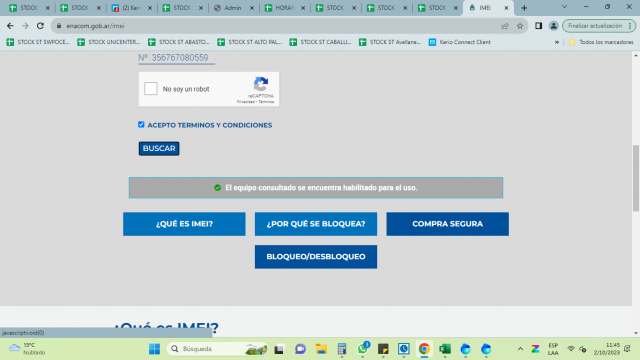 STOCK
STOCK
(2) Keri
STOCK
Admin
HORAR
STOCK
STOCK
STOCK
IMEI
enacom.gob.ar/imei
Finalizar actualización
STOCK ST SWPOCE...
STOCK UNICENTER...
STOCK ST ABASTO...
STOCK ST ALTO PAL...
STOCK ST CABALLI...
STOCK ST Avellane...
Kerio Connect Client
»
Todos los marcadores
Nº 356767080559
No soy un robot
reCAPTCHA
Privacidad - Términos
ACEPTO TERMINOS Y CONDICIONES
BUSCAR
El equipo consultado se encuentra habilitado para el uso.
¿QUÉ ES IMEI?
¿POR QUÉ SE BLOQUEA?
COMPRA SEGURA
BLOQUEO/DESBLOQUEO
¿Qué es IMEI?
javascript:void(0)
13°C
Nublado
Búsqueda
ESP
LAA
11:45
2/10/2023